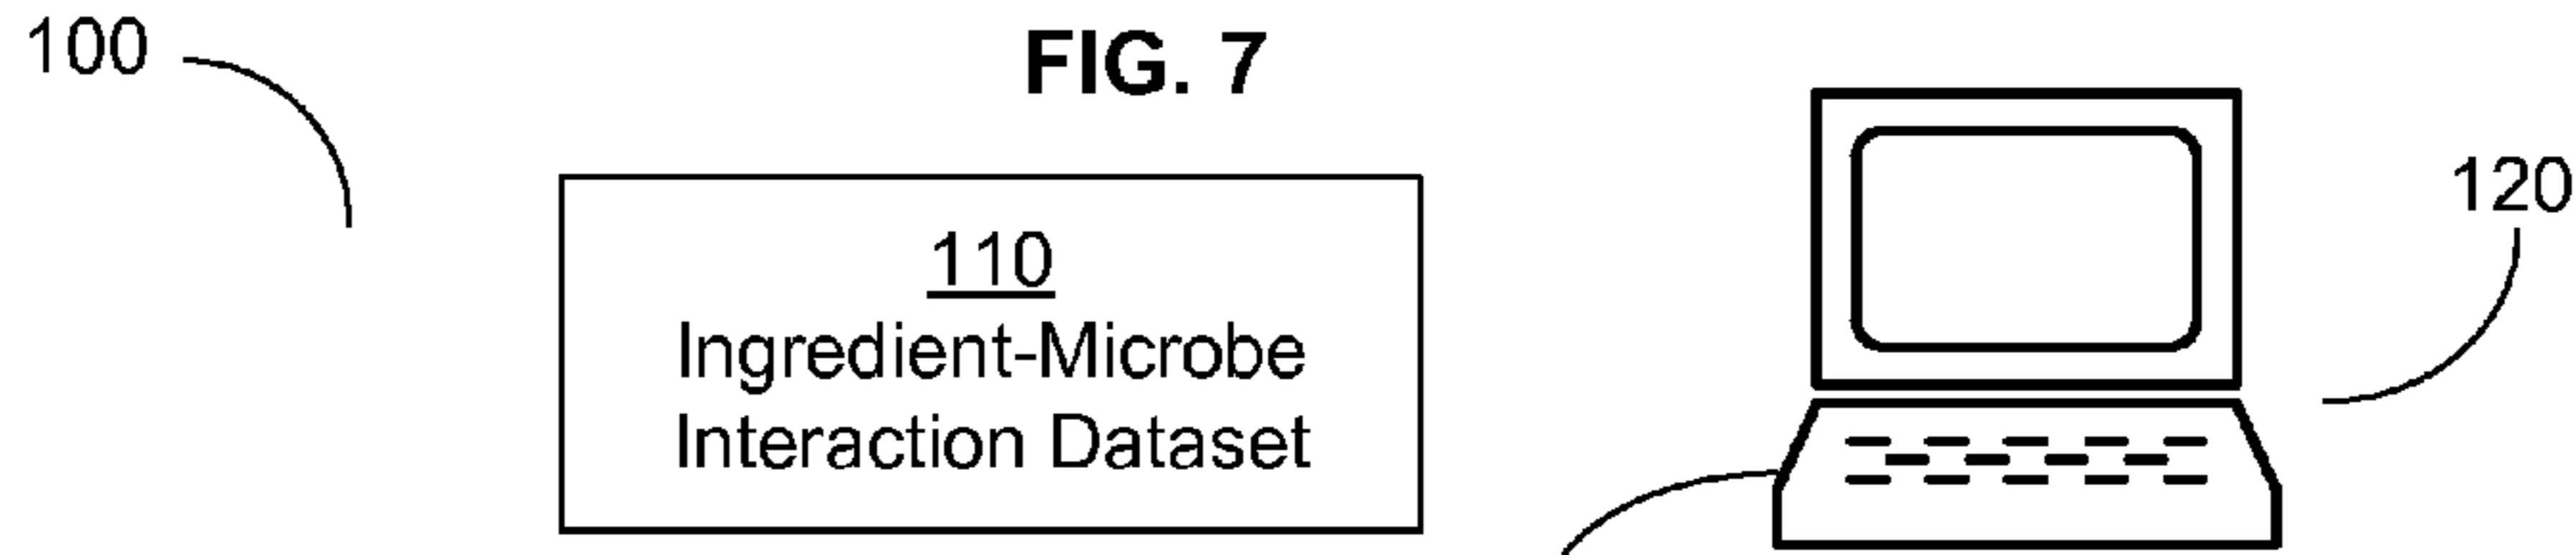 100
FIG. 7
120
110
Ingredient-Microbe
Interaction Dataset